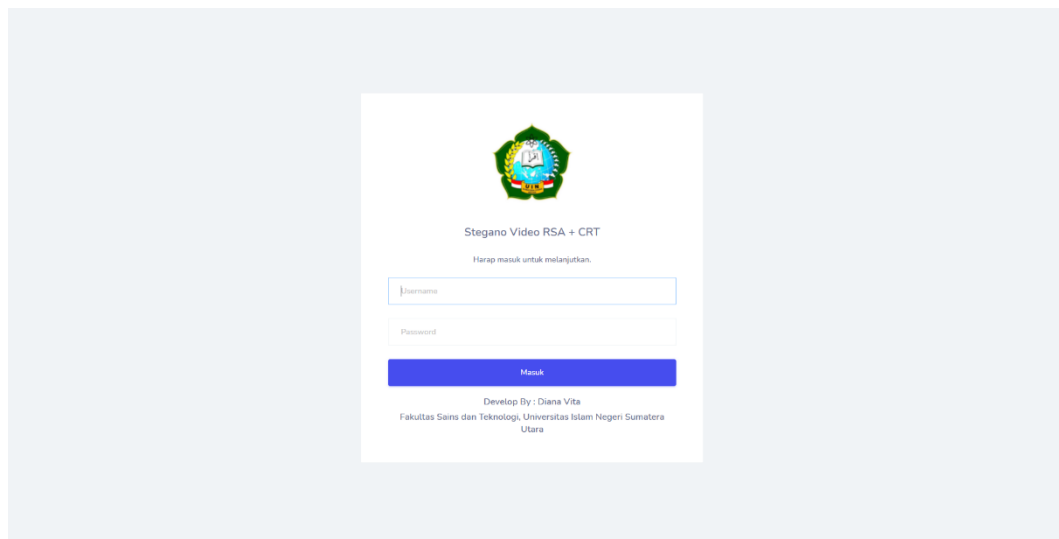 UIN
Stegano Video RSA + CRT
Harap masuk untuk melanjutkan.
Username
Password
Masuk
Develop By : Diana Vita
Fakultas Sains dan Teknologi, Universitas Islam Negeri Sumatera
Utara